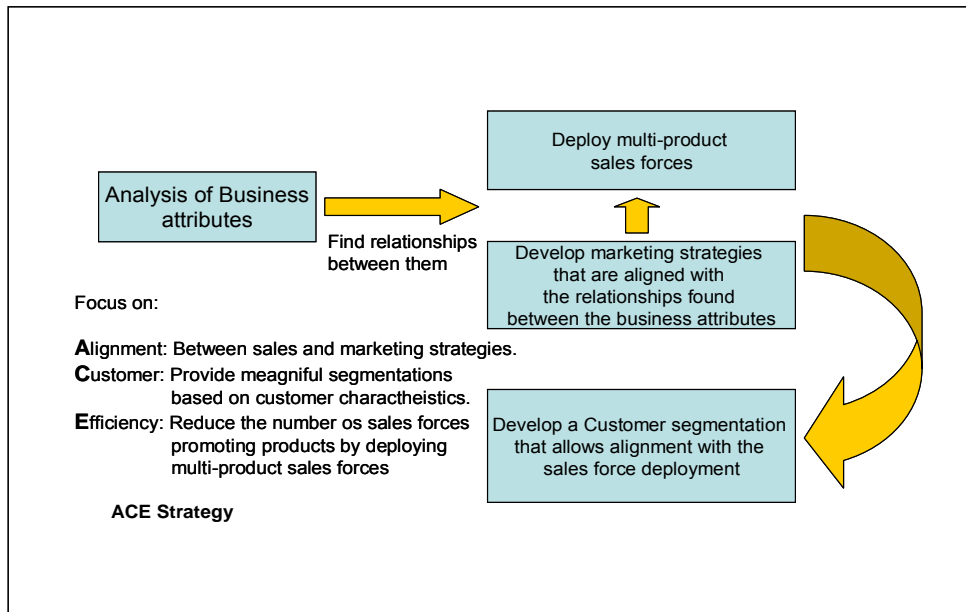 Deploy multi-product
sales forces
Analysis of Business
attributes
Find relationships
between them
Develop marketing strategies
that are aligned with
the relationships found
between the business attributes
Focus on:
Alignment: Between sales and marketing strategies.
Customer: Provide meagniful segmentations
based on customer charactheistics.
Efficiency: Reduce the number os sales forces
promoting products by deploying
multi-product sales forces
Develop a Customer segmentation
that allows alignment with the
sales force deployment
ACE Strategy